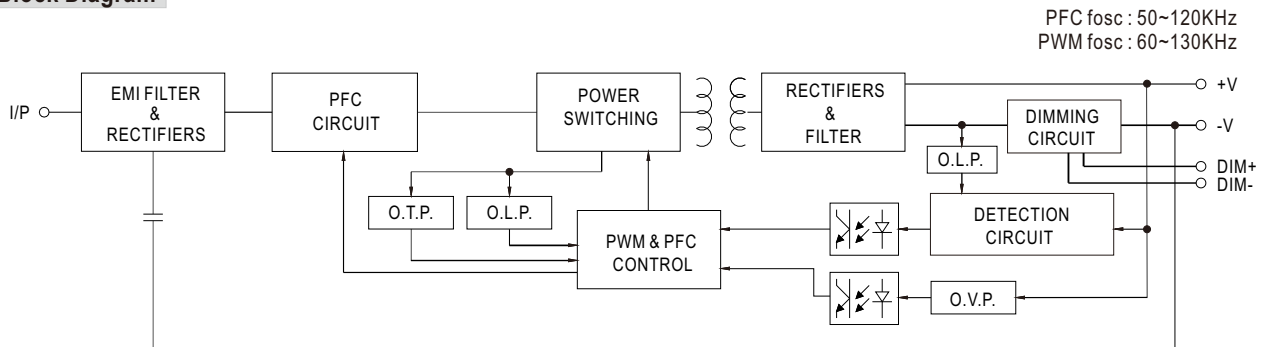 Block Diagram
PFC fosc : 50~120KHz
PWM fosc : 60~130KHz
I/P
EMI FILTER
&
RECTIFIERS
PFC
CIRCUIT
POWER
SWITCHING
RECTIFIERS
&
FILTER
DIMMING
CIRCUIT
+V
-V
DIM+
DIM-
O.L.P.
O.T.P.
O.L.P.
PWM & PFC
CONTROL
DETECTION
CIRCUIT
O.V.P.